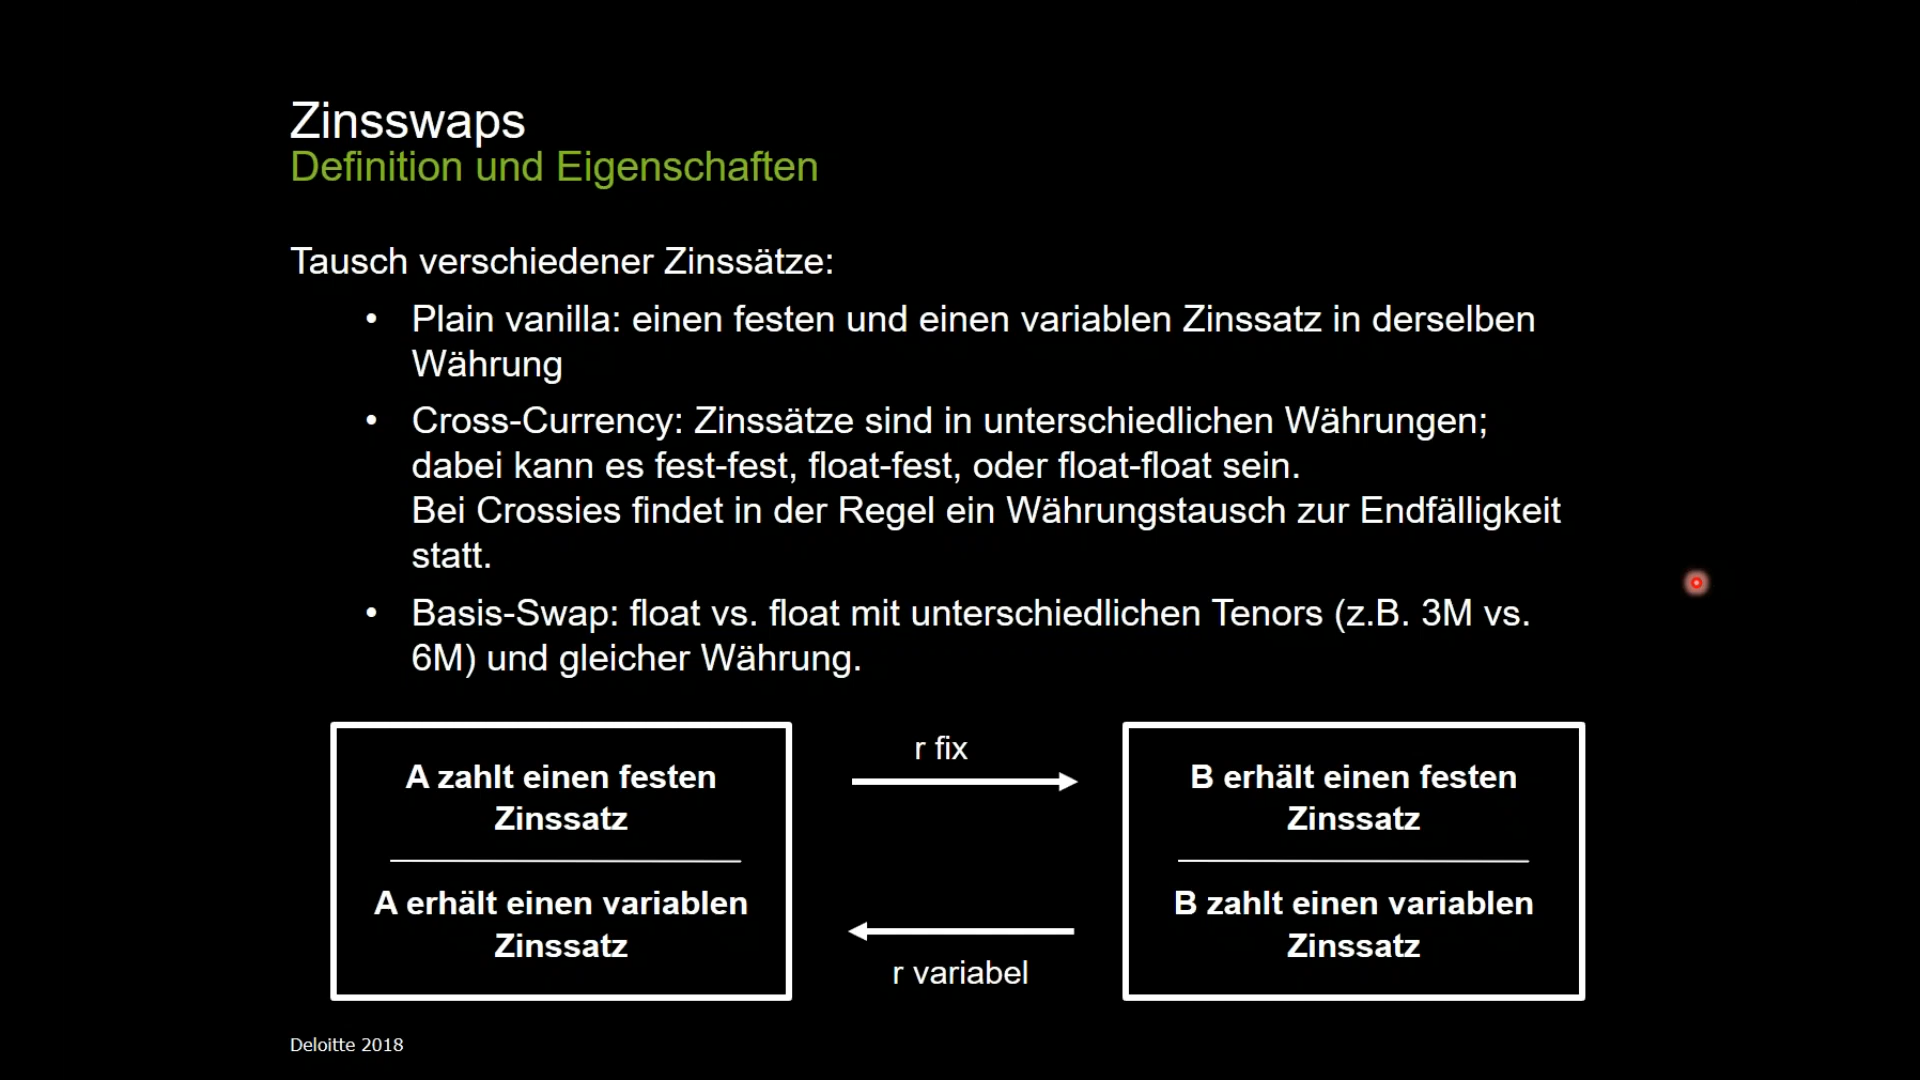 Zinsswaps
Definition und Eigenschaften
Tausch verschiedener Zinssätze:
• Plain vanilla: einen festen und einen variablen Zinssatz in derselben
Währung
• Cross-Currency: Zinssätze sind in unterschiedlichen Währungen;
dabei kann es fest-fest, float-fest, oder float-float sein.
Bei Crossies findet in der Regel ein Währungstausch zur Endfälligkeit
statt.
• Basis-Swap: float vs. float mit unterschiedlichen Tenors (z.B. 3M vs.
6M) und gleicher Währung.
A zahlt einen festen
Zinssatz
A erhält einen variablen
Zinssatz
r fix
r variabel
B erhält einen festen
Zinssatz
B zahlt einen variablen
Zinssatz
Deloitte 2018